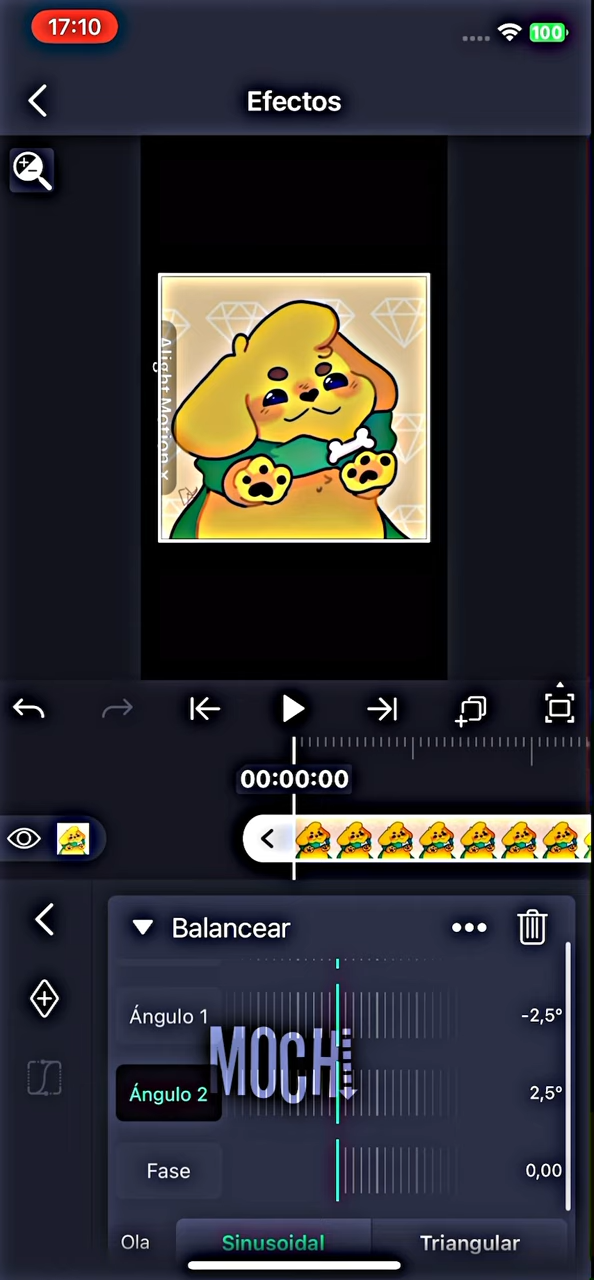 17:10
100
Efectos
Alight Motion x
00:00:00
Balancear
Ángulo 1
-2,5°
MOCHI
Ángulo 2
2,5°
Fase
0,00
Ola
Sinusoidal
Triangular